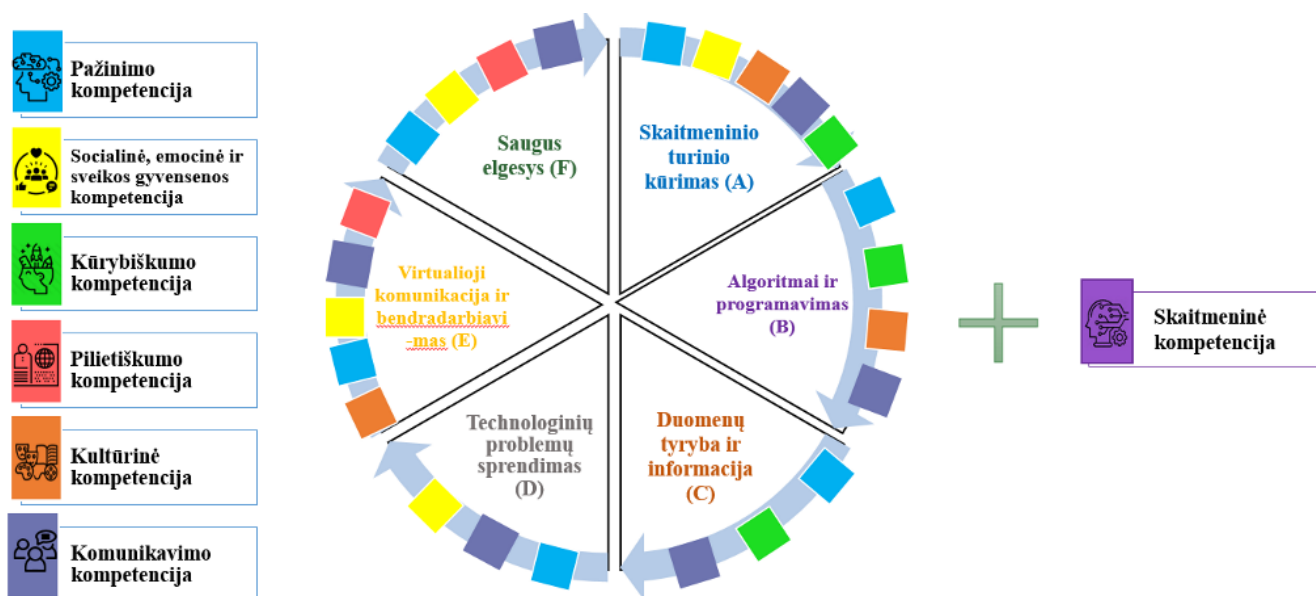 Pažinimo
kompetencija
Socialinė, emocinė ir
sveikos gyvensenos
kompetencija
Kūrybiškumo
kompetencija
Pilietiškumo
kompetencija
Kultūrinė
kompetencija
Komunikavimo
kompetencija
Saugus
elgesys (F)
Skaitmeninio
turinio
kūrimas (A)
Virtualioji
komunikacija ir
bendradarbiavi
-mas (E)
Algoritmai ir
programavimas
(B)
Technologinių
problemų
sprendimas
(D)
Duomenų
tyryba ir
informacija
(C)
Skaitmeninė
kompetencija